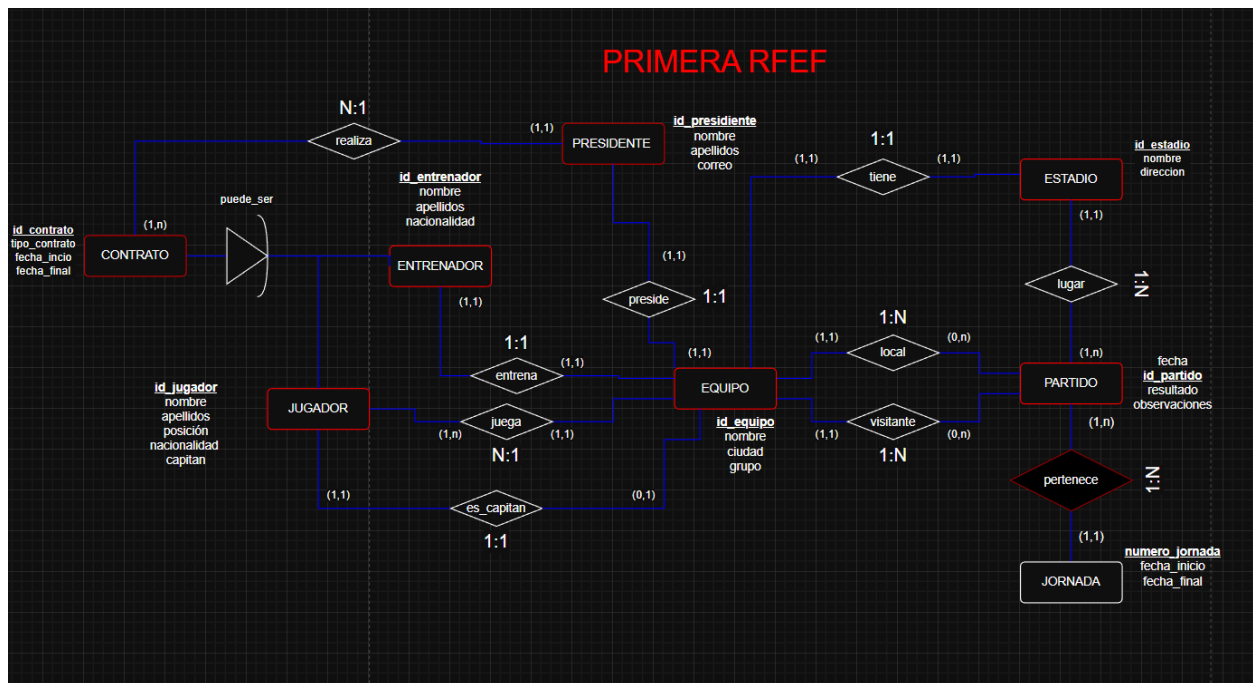 PRIMERA RFEF
N:1
realiza
(1,1)
PRESIDENTE
id_presidiente
nombre
apellidos
correo
1:1
(1,1)
tiene
(1,1)
id_estadio
nombre
direccion
ESTADIO
(1,1)
id_entrenador
nombre
apellidos
nacionalidad
puede_ser
(1,n)
id_contrato
tipo_contrato
fecha_incio
fecha_final
CONTRATO
ENTRENADOR
(1,1)
(1,1)
preside
1:1
(1,1)
lugar
1:N
(1,n)
1:1
(1,1)
entrena
EQUIPO
id_equipo
nombre
ciudad
grupo
1:N
(1,1)
local
(0,n)
fecha
id_partido
resultado
observaciones
PARTIDO
(1,n)
id_jugador
nombre
apellidos
posición
nacionalidad
capitan
JUGADOR
(1,n)
juega
(1,1)
N:1
(1,1)
visitante
(0,n)
1:N
(1,1)
es_capitan
(0,1)
1:1
pertenece
1:N
(1,1)
numero_jornada
fecha_inicio
fecha_final
JORNADA